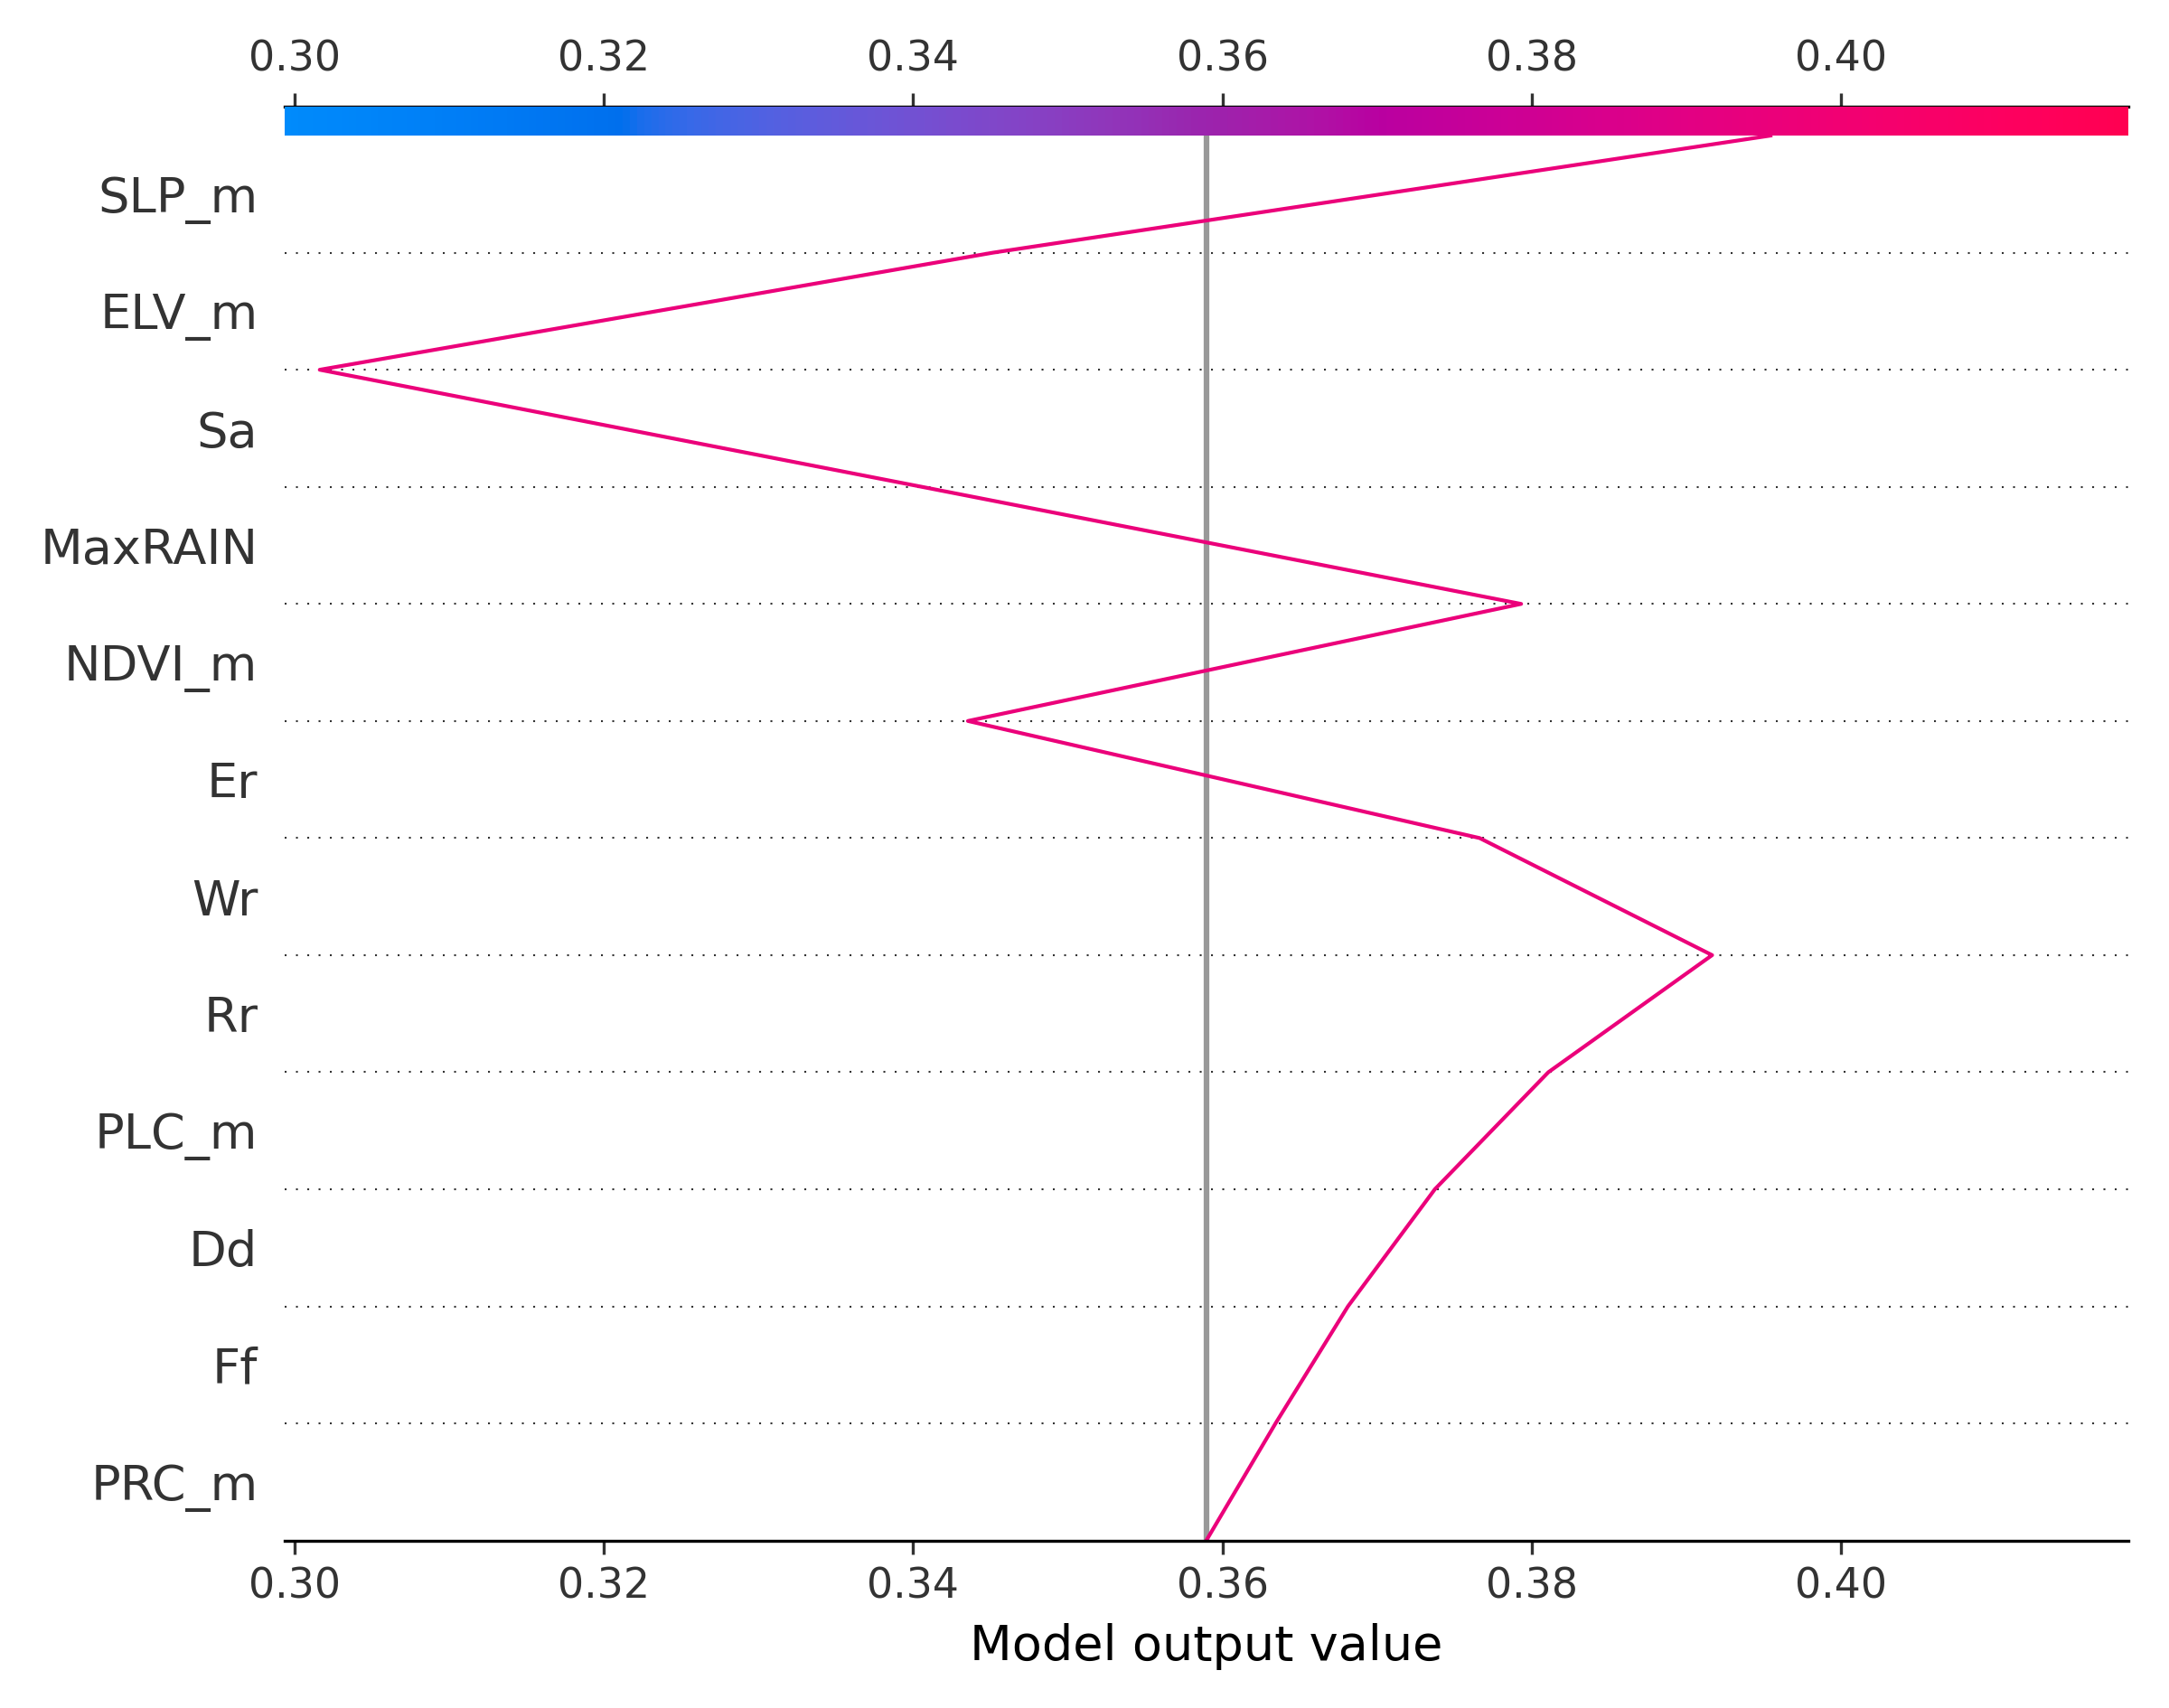 0.30 0.32 0.34 0.36 0.38 0.40
SLP_m
ELV_m
Sa
MaxRAIN
NDVI_m
Er
Wr
Rr
PLC_m
Dd
Ff
PRC_m
0.30 0.32 0.34 0.36 0.38 0.40
Model output value